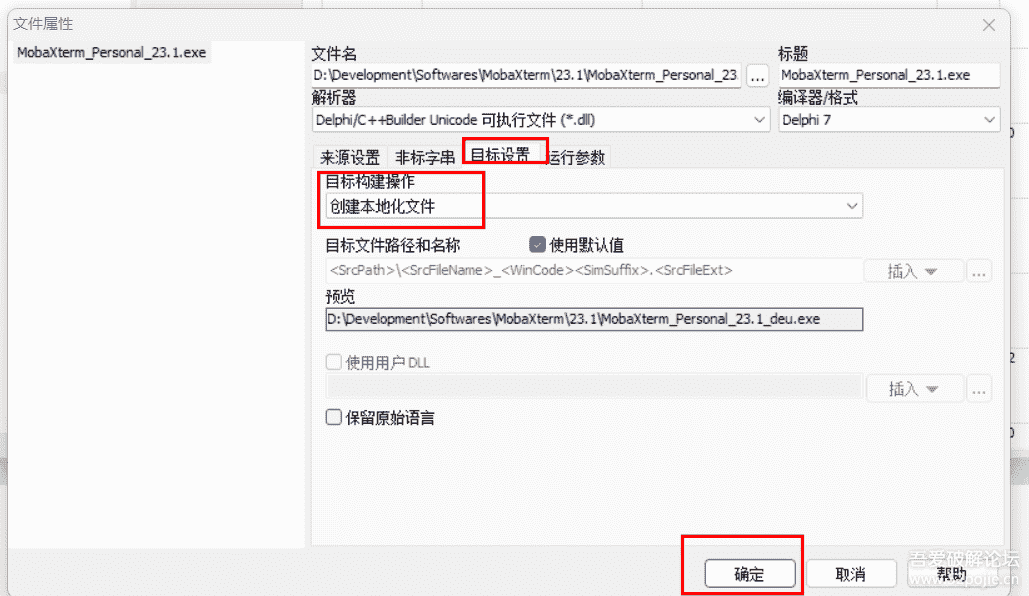 文件属性
MobaXterm_Personal_23.1.exe
文件名
标题
D:\Development\Softwares\MobaXterm\23.1\MobaXterm_Personal_23.
...
MobaXterm_Personal_23.1.exe
解析器
编译器/格式
Delphi/C++Builder Unicode 可执行文件 (*.dll)
Delphi 7
来源设置 非标字串 目标设置 运行参数
目标构建操作
创建本地化文件
目标文件路径和名称
使用默认值
<SrcPath>\<SrcFileName>_<WinCode><SimSuffix>.<SrcFileExt>
插入
...
预览
D:\Development\Softwares\MobaXterm\23.1\MobaXterm_Personal_23.1_deu.exe
使用用户 DLL
插入
...
保留原始语言
确定
取消
帮助
吾爱破解论坛
www.52pojie.cn